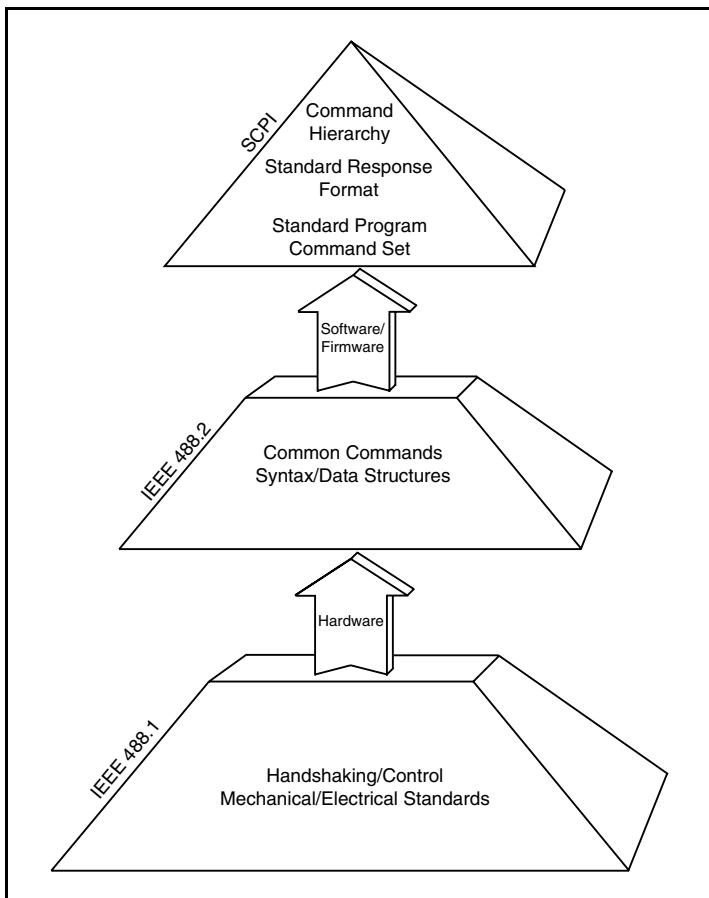 SCPI
Command
Hierarchy
Standard Response
Format
Standard Program
Command Set
Software/
Firmware
IEEE 488.2
Common Commands
Syntax/Data Structures
Hardware
IEEE 488.1
Handshaking/Control
Mechanical/Electrical Standards